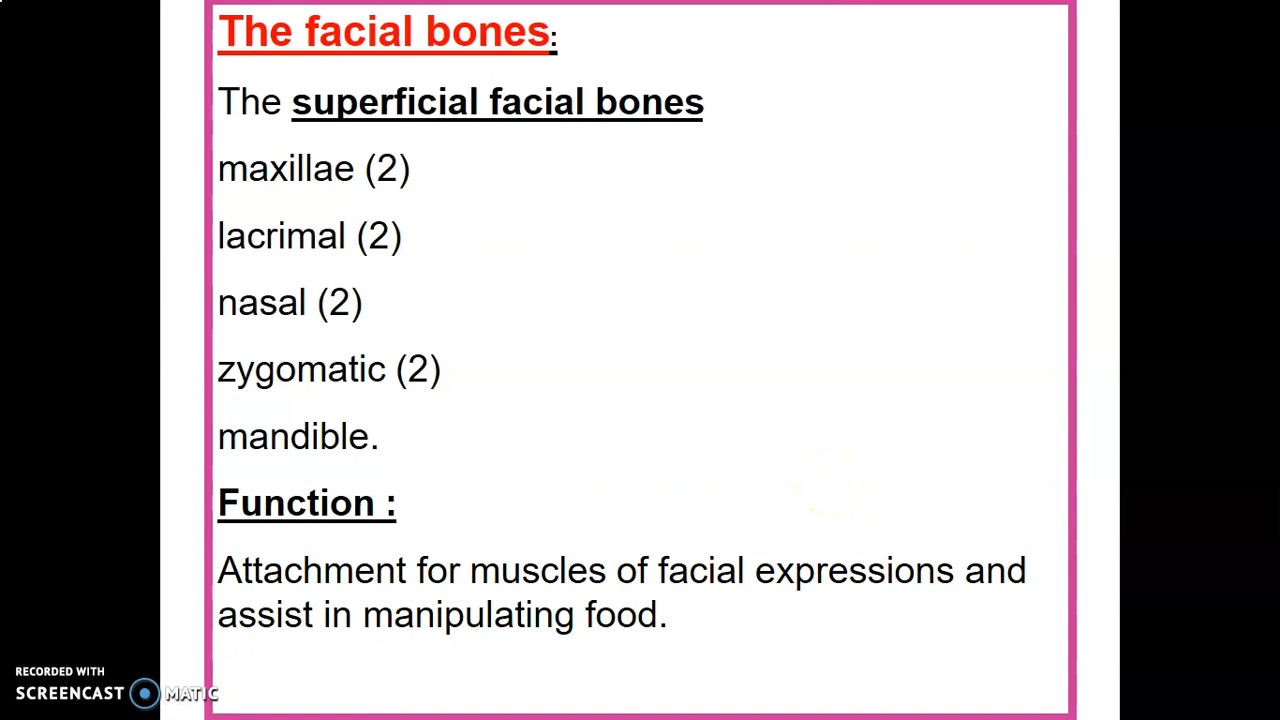 The facial bones:
The superficial facial bones
maxillae (2)
lacrimal (2)
nasal (2)
zygomatic (2)
mandible.
Function :
Attachment for muscles of facial expressions and
assist in manipulating food.
RECORDED WITH
SCREENCAST MATIC